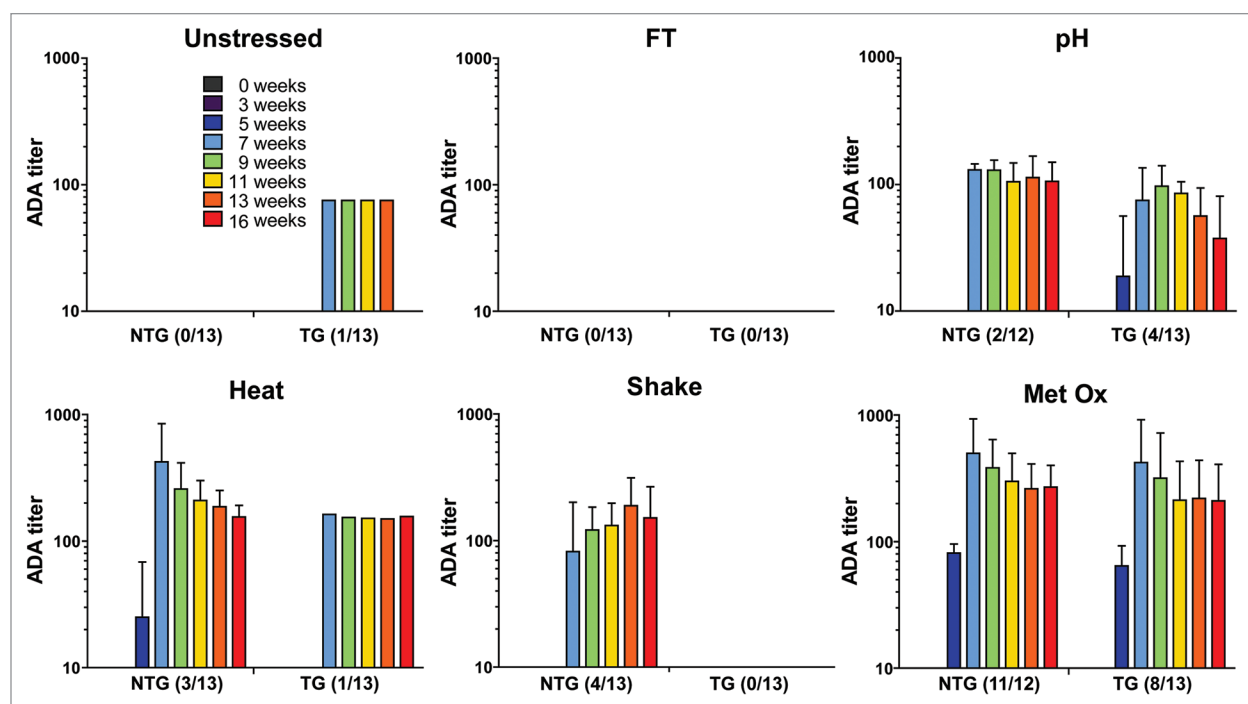 Unstressed
1000
100
10
ADA titer
0 weeks
3 weeks
5 weeks
7 weeks
9 weeks
11 weeks
13 weeks
16 weeks
NTG (0/13)
TG (1/13)
FT
1000
100
10
ADA titer
NTG (0/13)
TG (0/13)
pH
1000
100
10
ADA titer
NTG (2/12)
TG (4/13)
Heat
1000
100
10
ADA titer
NTG (3/13)
TG (1/13)
Shake
1000
100
10
ADA titer
NTG (4/13)
TG (0/13)
Met Ox
1000
100
10
ADA titer
NTG (11/12)
TG (8/13)